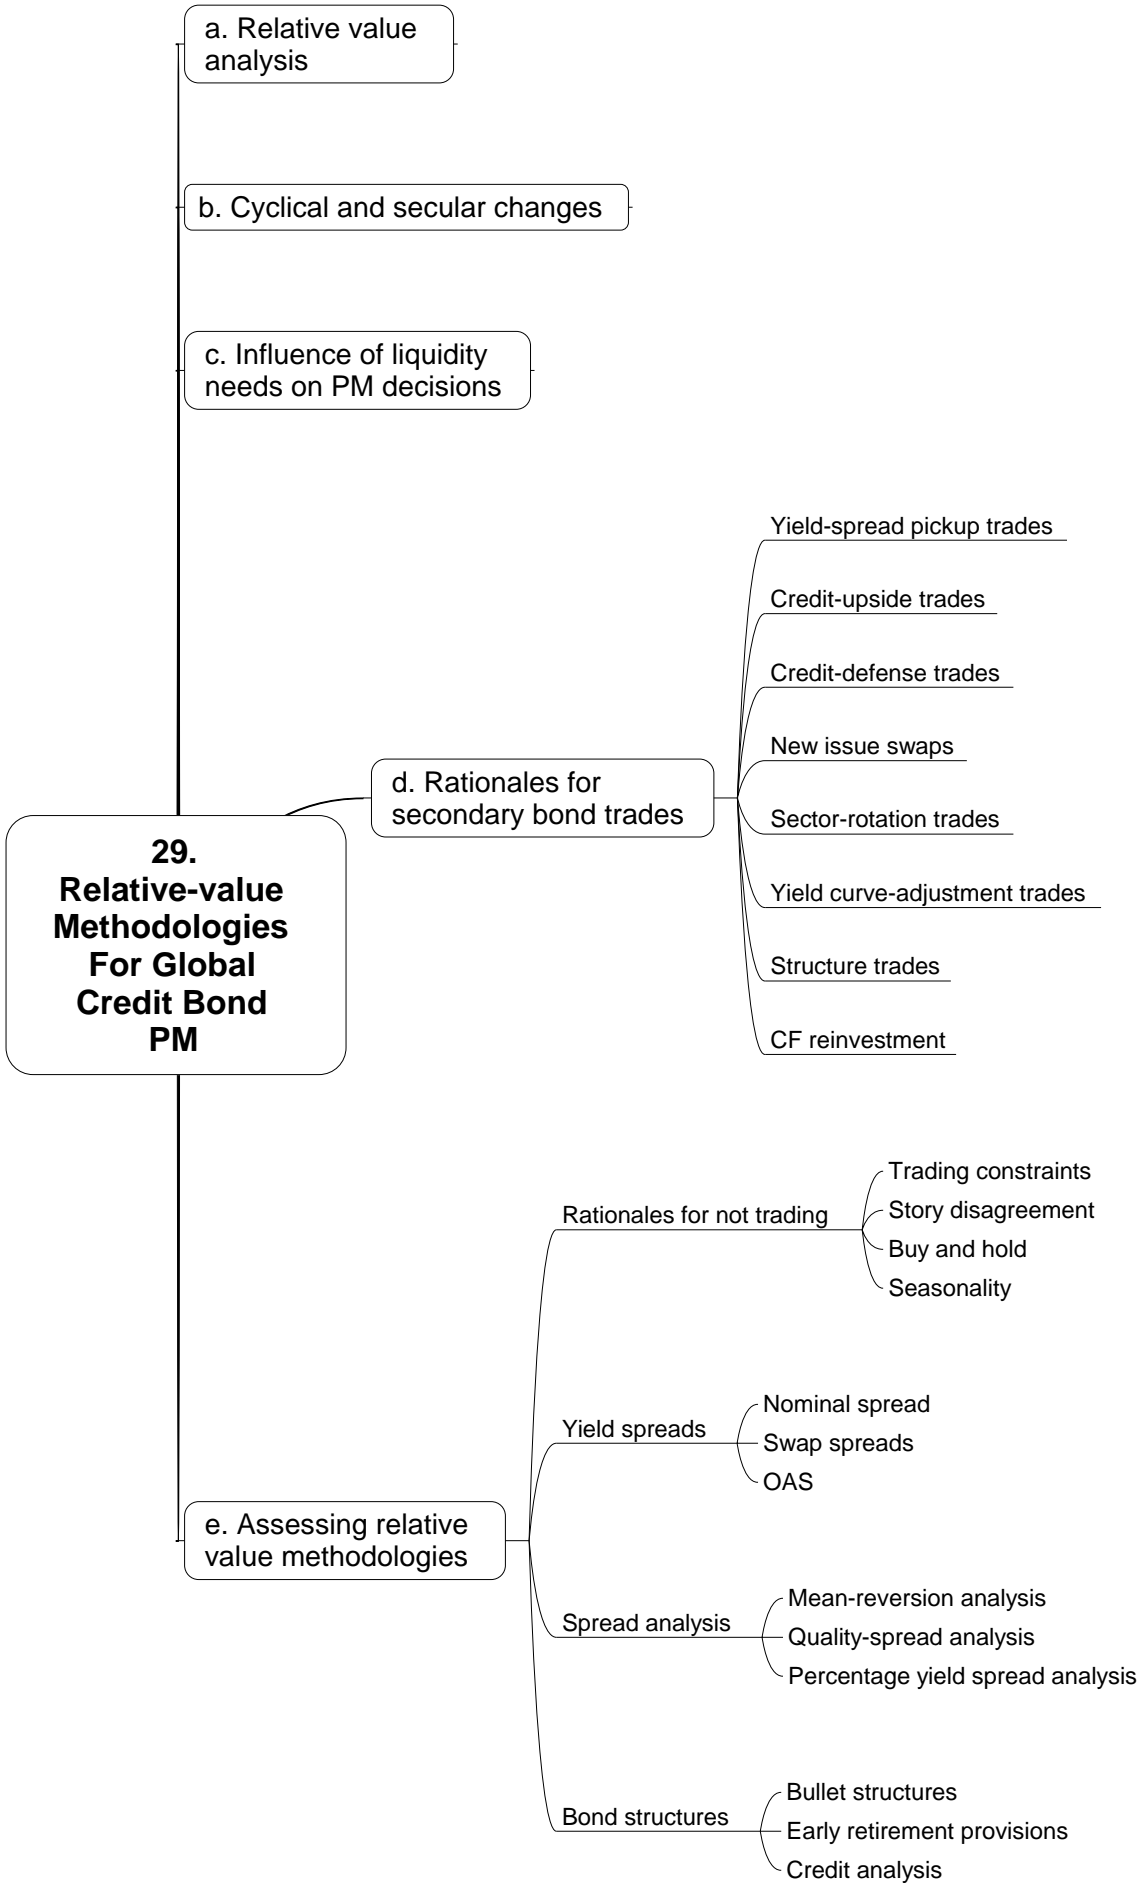 a. Relative value
analysis
b. Cyclical and secular changes
c. Influence of liquidity
needs on PM decisions
Yield-spread pickup trades
Credit-upside trades
Credit-defense trades
New issue swaps
d. Rationales for
secondary bond trades
Sector-rotation trades
Yield curve-adjustment trades
Structure trades
CF reinvestment
29.
Relative-value
Methodologies
For Global
Credit Bond
PM
Rationales for not trading
Trading constraints
Story disagreement
Buy and hold
Seasonality
Yield spreads
Nominal spread
Swap spreads
OAS
e. Assessing relative
value methodologies
Spread analysis
Mean-reversion analysis
Quality-spread analysis
Percentage yield spread analysis
Bond structures
Bullet structures
Early retirement provisions
Credit analysis